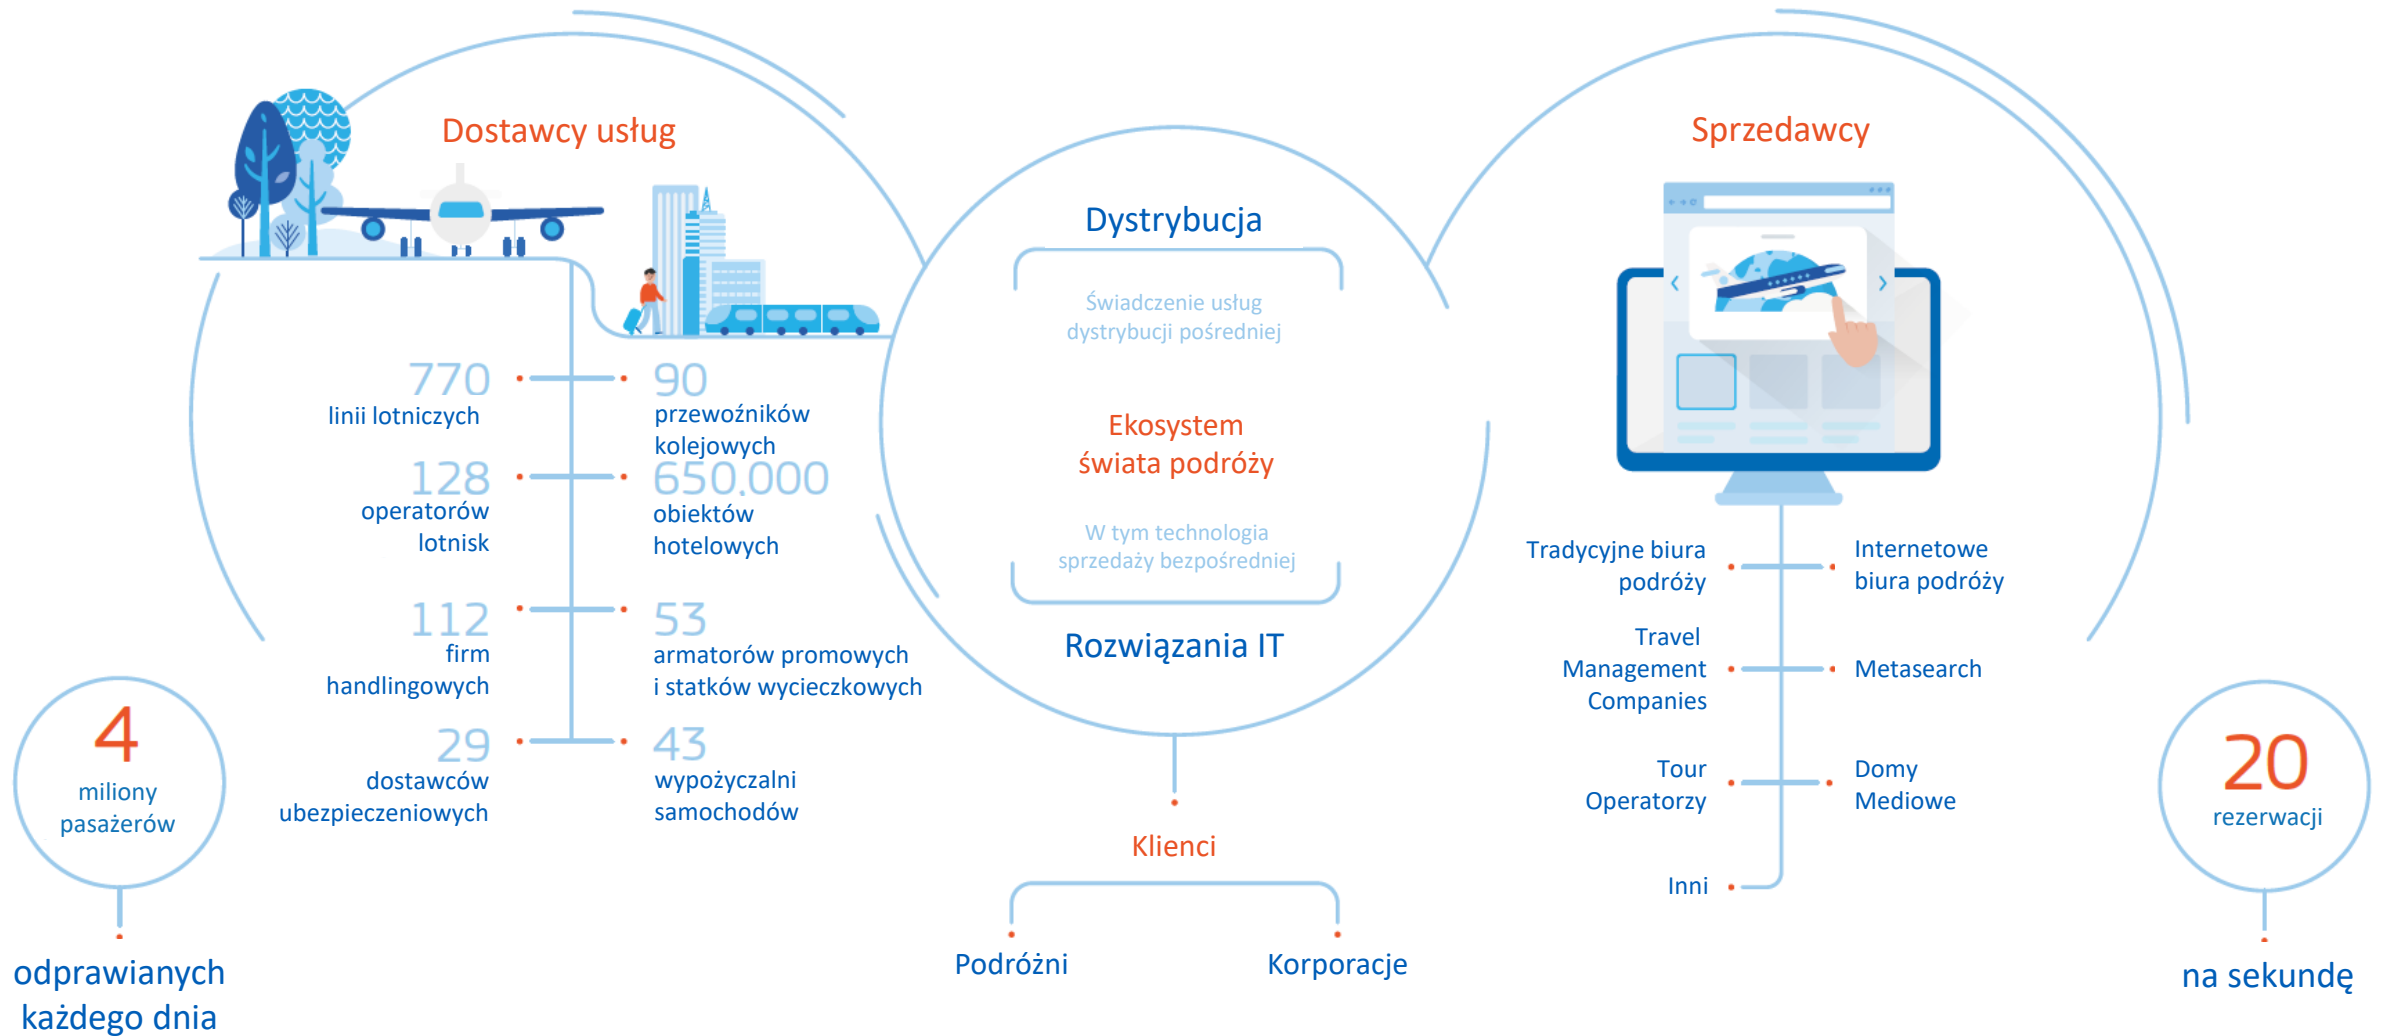 Dostawcy usług
770
linii lotniczych
90
przewoźników
kolejowych
128
operatorów
lotnisk
650,000
obiektów
hotelowych
112
firm
handlingowych
53
armatorów promowych
i statków wycieczkowych
29
dostawców
ubezpieczeniowych
43
wypożyczalni
samochodów
4
miliony
pasażerów
odprawianych
każdego dnia
Dystrybucja
Świadczenie usług
dystrybucji pośredniej
Ekosystem
świata podróży
W tym technologia
sprzedaży bezpośredniej
Rozwiązania IT
Klienci
Podróżni
Korporacje
Sprzedawcy
Tradycyjne biura
podróży
Internetowe
biura podróży
Travel
Management
Companies
Metasearch
Tour
Operatorzy
Domy
Mediowe
Inni
20
rezerwacji
na sekundę